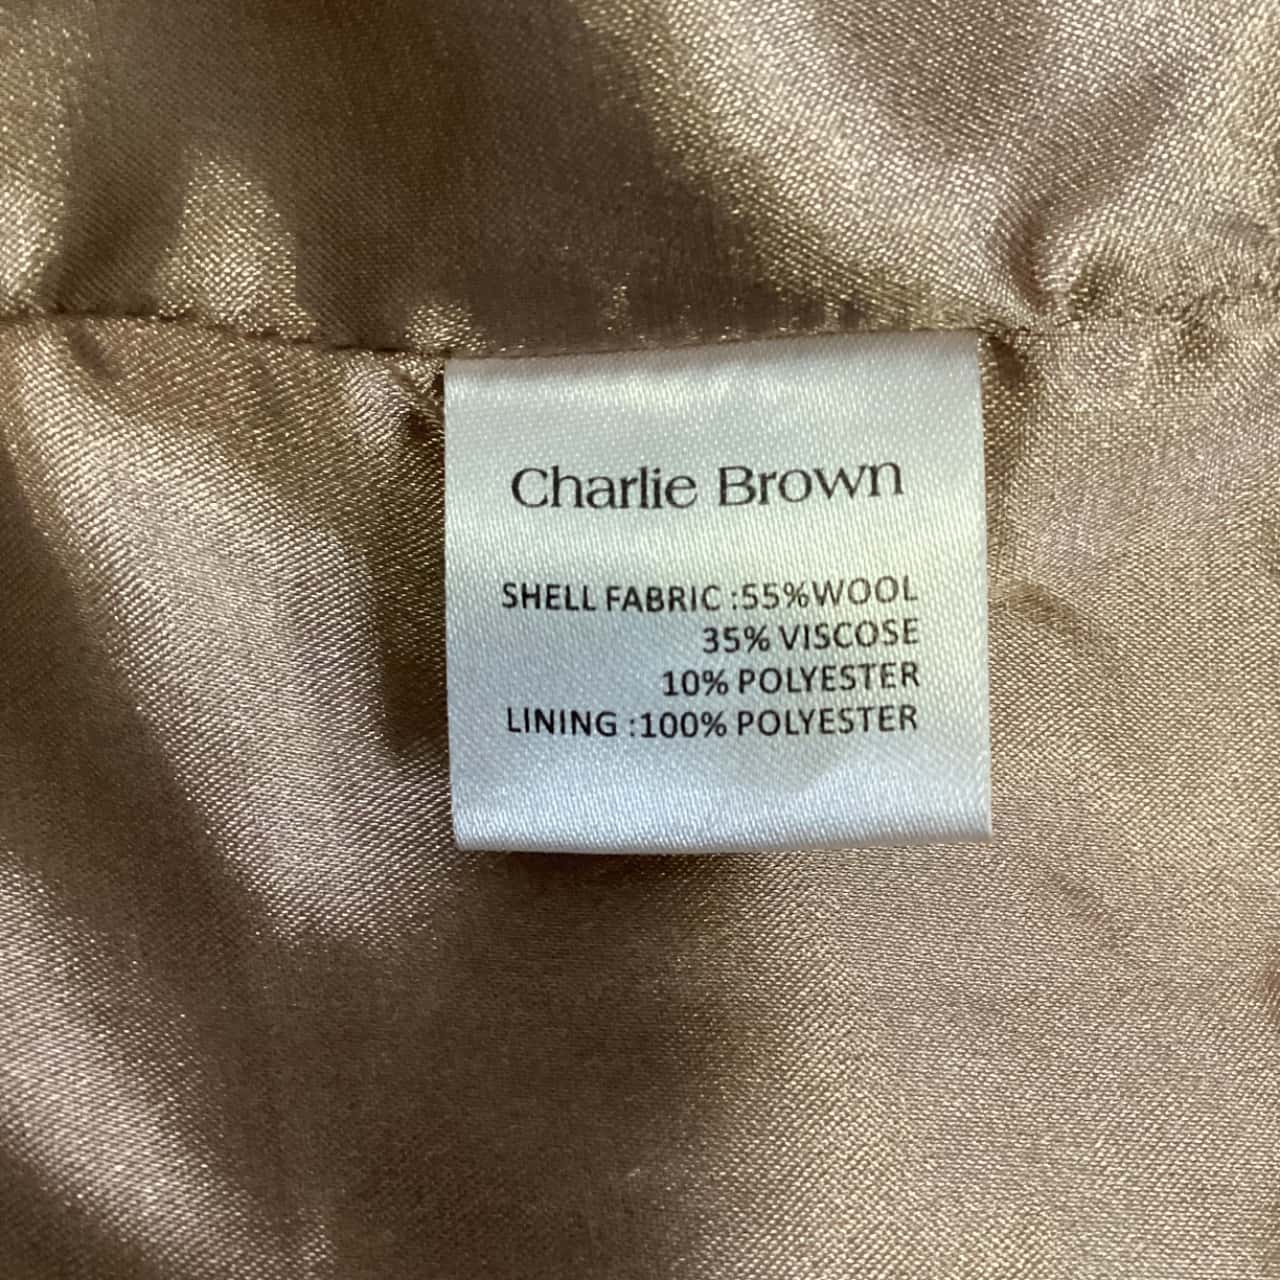 Charlie Brown
SHELL FABRIC :55%WOOL
35% VISCOSE
10% POLYESTER
LINING :100% POLYESTER